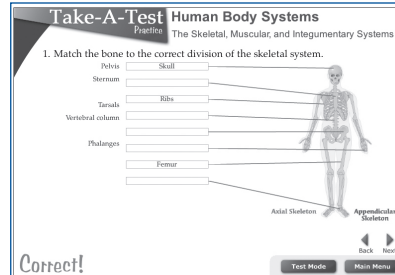 Take-A-Test
Practice
Human Body Systems
The Skeletal, Muscular, and Integumentary Systems
1. Match the bone to the correct division of the skeletal system.
Pelvis
Skull
Sternum
Ribs
Tarsals
Vertebral column
Phalanges
Femur
Axial Skeleton
Appendicular
Skeleton
Back
Next
Correct!
Test Mode
Main Menu